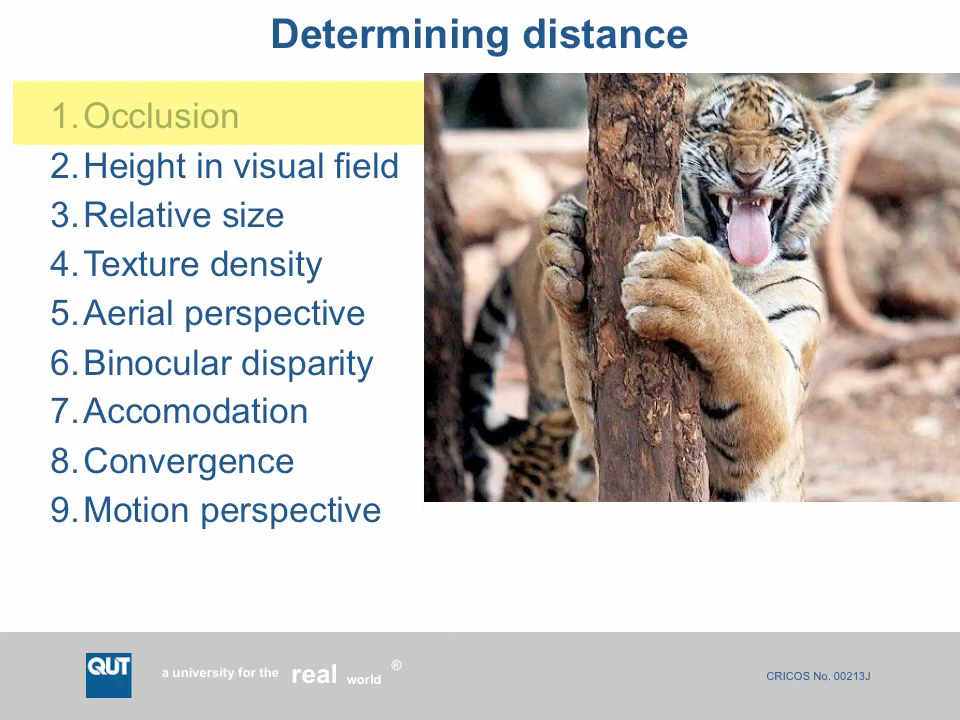 Determining distance
1. Occlusion
2. Height in visual field
3. Relative size
4. Texture density
5. Aerial perspective
6. Binocular disparity
7. Accomodation
8. Convergence
9. Motion perspective
QUT
a university for the real world ®
CRICOS No. 00213J